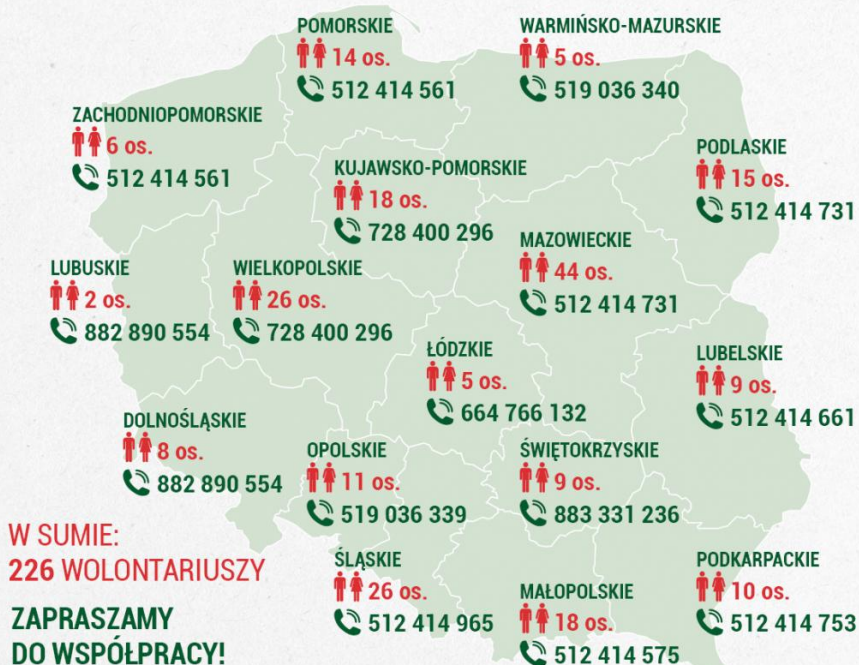 POMORSKIE
14 os.
512 414 561
WARMIŃSKO-MAZURSKIE
5 os.
519 036 340
ZACHODNIOPOMORSKIE
6 os.
512 414 561
KUJAWSKO-POMORSKIE
18 os.
728 400 296
PODLASKIE
15 os.
512 414 731
MAZOWIECKIE
44 os.
512 414 731
LUBUSKIE
2 os.
882 890 554
WIELKOPOLSKIE
26 os.
728 400 296
ŁÓDZKIE
5 os.
664 766 132
LUBELSKIE
9 os.
512 414 661
DOLNOŚLĄSKIE
8 os.
882 890 554
OPOLSKIE
11 os.
519 036 339
ŚWIĘTOKRZYSKIE
9 os.
883 331 236
W SUMIE:
226 WOLONTARIUSZY
ŚLĄSKIE
26 os.
512 414 965
MAŁOPOLSKIE
18 os.
512 414 575
PODKARPACKIE
10 os.
512 414 753
ZAPRASZAMY
DO WSPÓŁPRACY!